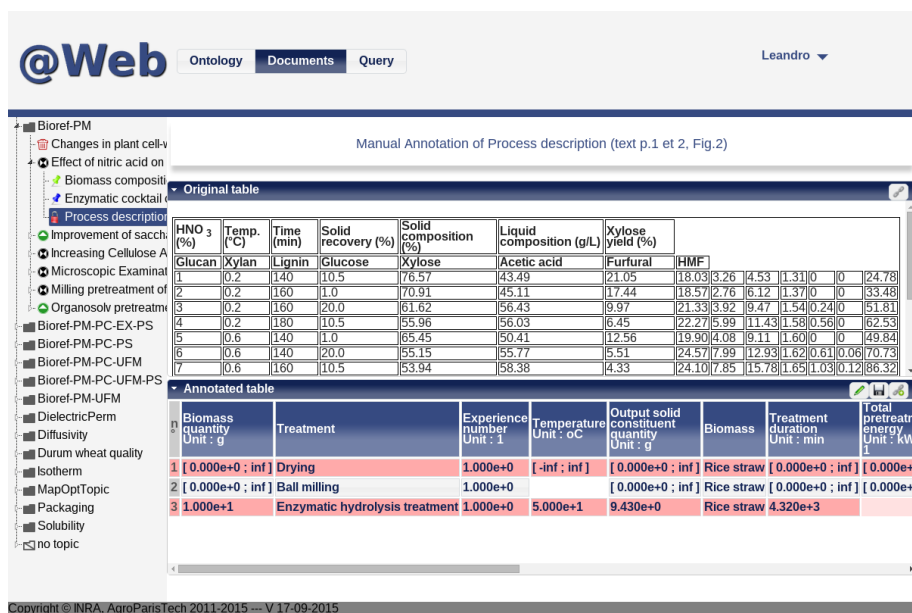 @Web
Ontology Documents Query
Leandro
Bioref-PM
Changes in plant cell-w
Effect of nitric acid on
Biomass compositi
Enzymatic cocktail
Process description
Improvement of saccha
Increasing Cellulose A
Microscopic Examinat
Milling pretreatment of
Organosolv pretreatme
Bioref-PM-PC-EX-PS
Bioref-PM-PC-PS
Bioref-PM-PC-UFM
Bioref-PM-PC-UFM-PS
Bioref-PM-UFM
DielectricPerm
Diffusivity
Durum wheat quality
Isotherm
MapOptTopic
Packaging
Solubility
no topic
Manual Annotation of Process description (text p.1 et 2, Fig.2)
Original table
HNO 3 (%) Temp. (°C) Time (min) Solid recovery (%) Solid composition (%) Liquid composition (g/L) Xylose yield (%)
Glucan Xylan Lignin Glucose Xylose Acetic acid Furfural HMF
1 0.2 140 10.5 76.57 43.49 21.05 18.03 3.26 4.53 1.31 0 0 24.78
2 0.2 160 1.0 70.91 45.11 17.44 18.57 2.76 6.12 1.37 0 0 33.48
3 0.2 160 20.0 61.62 56.43 9.97 21.33 3.92 9.47 1.54 0.24 0 51.81
4 0.2 180 10.5 55.96 56.03 6.45 22.27 5.99 11.43 1.58 0.56 0 62.53
5 0.6 140 1.0 65.45 50.41 12.56 19.90 4.08 9.11 1.60 0 0 49.84
6 0.6 140 20.0 55.15 55.77 5.51 24.57 7.99 12.93 1.62 0.61 0.06 70.73
7 0.6 160 10.5 53.94 58.38 4.33 24.10 7.85 15.78 1.65 1.03 0.12 86.32
Annotated table
n° Biomass quantity Unit : g Treatment Experience number Unit : 1 Temperature Unit : oC Output solid constituent quantity Unit : g Biomass Treatment duration Unit : min Total pretreatr energy Unit : kW 1
1 [ 0.000e+0 ; inf ] Drying 1.000e+0 [ -inf ; inf ] [ 0.000e+0 ; inf ] Rice straw [ 0.000e+0 ; inf ] [ 0.000e+
2 [ 0.000e+0 ; inf ] Ball milling 1.000e+0 [ 0.000e+0 ; inf ] Rice straw [ 0.000e+0 ; inf ] [ 0.000e+
3 1.000e+1 Enzymatic hydrolysis treatment 1.000e+0 5.000e+1 9.430e+0 Rice straw 4.320e+3
Copyright © INRA, AgroParisTech 2011-2015 --- V 17-09-2015